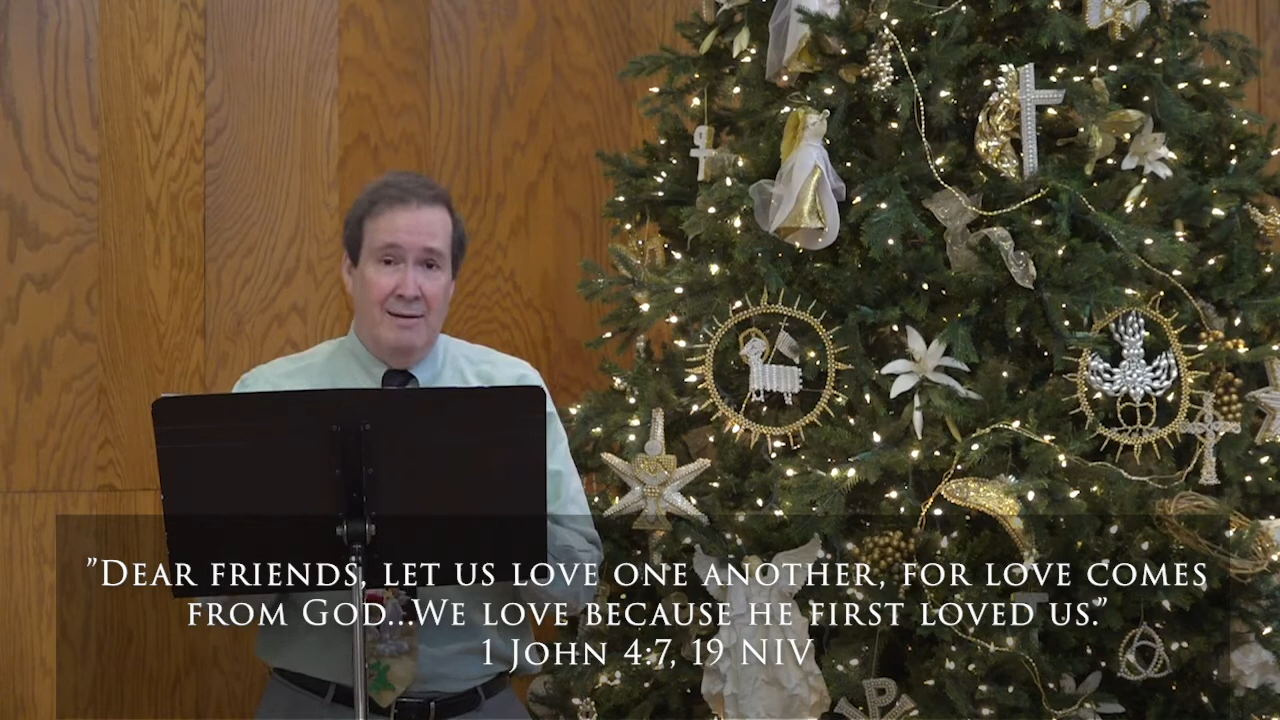 ”Dear friends, let us love one another, for love comes
from God...We love because he first loved us.”
1 John 4:7, 19 NIV